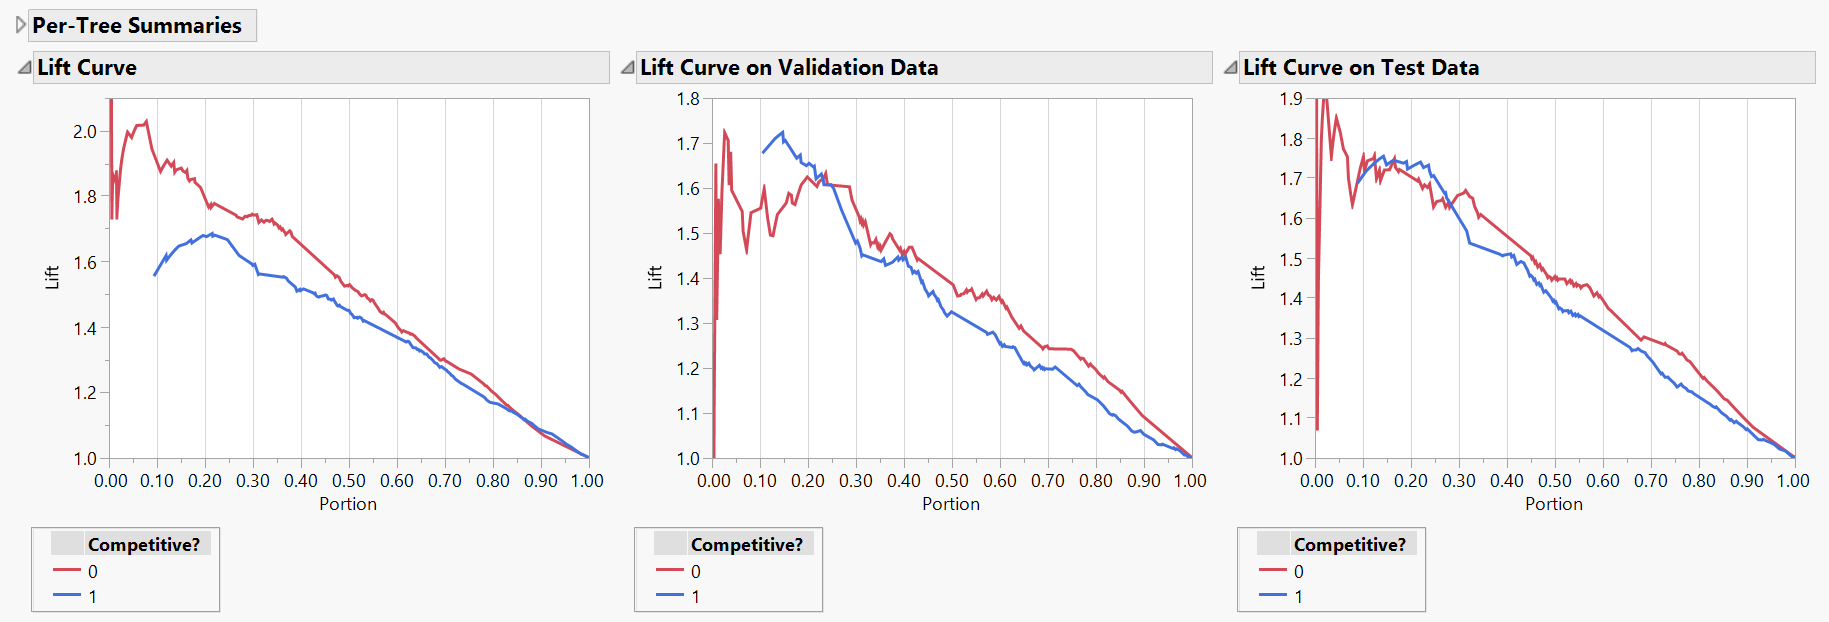 Per-Tree Summaries
Lift Curve
2.0
1.8
1.6
1.4
1.2
1.0
Lift
0.00 0.10 0.20 0.30 0.40 0.50 0.60 0.70 0.80 0.90 1.00
Portion
Competitive?
0
1
Lift Curve on Validation Data
1.8
1.7
1.6
1.5
1.4
1.3
1.2
1.1
1.0
Lift
0.00 0.10 0.20 0.30 0.40 0.50 0.60 0.70 0.80 0.90 1.00
Portion
Competitive?
0
1
Lift Curve on Test Data
1.9
1.8
1.7
1.6
1.5
1.4
1.3
1.2
1.1
1.0
Lift
0.00 0.10 0.20 0.30 0.40 0.50 0.60 0.70 0.80 0.90 1.00
Portion
Competitive?
0
1